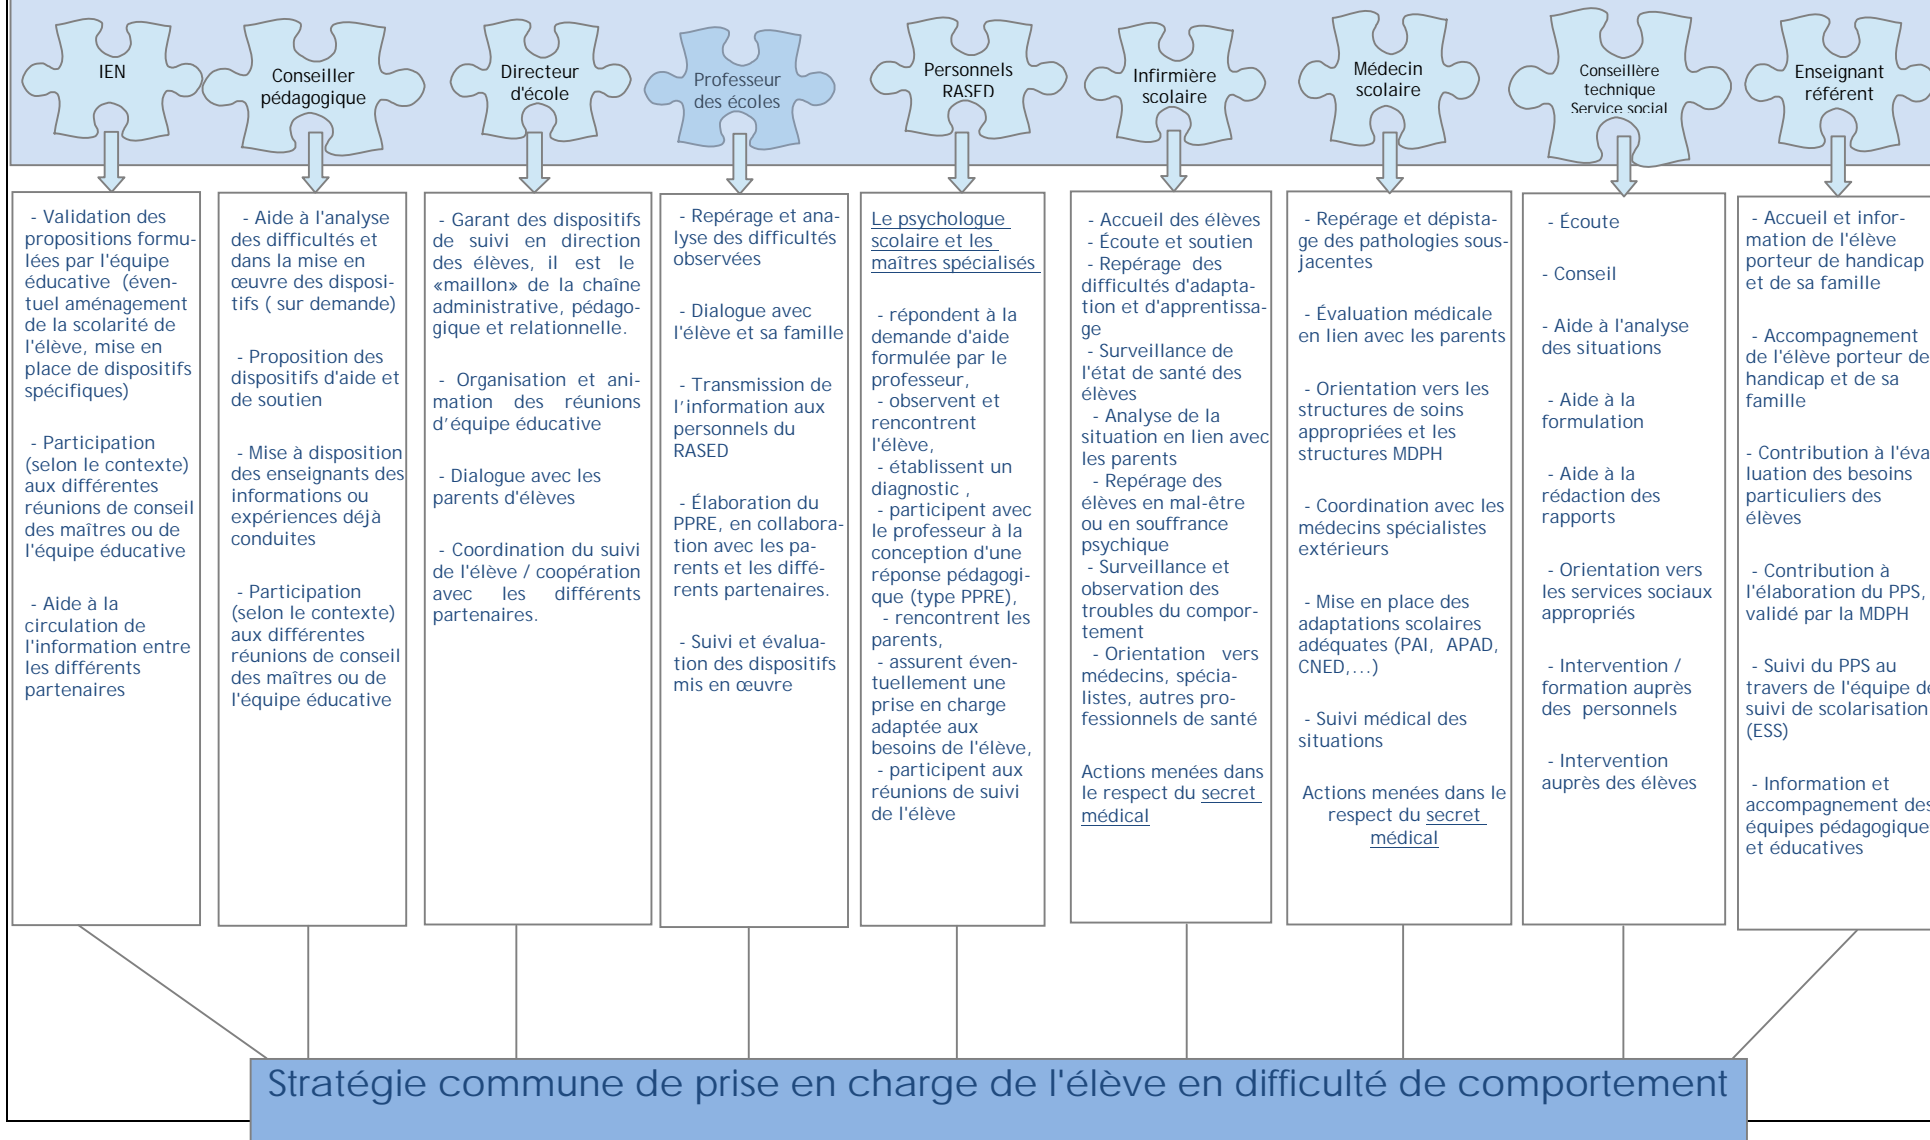 IEN
Conseiller
pédagogique
Directeur
d'école
Professeur
des écoles
Personnels
RASED
Infirmière
scolaire
Médecin
scolaire
Conseillère
technique
Service social
Enseignant
référent
- Validation des
propositions formu-
lées par l'équipe
éducative (éven-
tuel aménagement
de la scolarité de
l'élève, mise en
place de dispositifs
spécifiques)
- Participation
(selon le contexte)
aux différentes
réunions de conseil
des maîtres ou de
l'équipe éducative
- Aide à la
circulation de
l'information entre
les différents
partenaires
- Aide à l'analyse
des difficultés et
dans la mise en
œuvre des disposi-
tifs ( sur demande)
- Proposition des
dispositifs d'aide et
de soutien
- Mise à disposition
des enseignants des
informations ou
expériences déjà
conduites
- Participation
(selon le contexte)
aux différentes
réunions de conseil
des maîtres ou de
l'équipe éducative
- Garant des dispositifs
de suivi en direction
des élèves, il est le
«maillon» de la chaîne
administrative, pédago-
gique et relationnelle.
- Organisation et ani-
mation des réunions
d’équipe éducative
- Dialogue avec les
parents d'élèves
- Coordination du suivi
de l'élève / coopération
avec les différents
partenaires.
- Repérage et ana-
lyse des difficultés
observées
- Dialogue avec
l'élève et sa famille
- Transmission de
l’information aux
personnels du
RASED
- Élaboration du
PPRE, en collabora-
tion avec les pa-
rents et les diffé-
rents partenaires.
- Suivi et évalua-
tion des dispositifs
mis en œuvre
Le psychologue
scolaire et les
maîtres spécialisés
- répondent à la
demande d'aide
formulée par le
professeur,
- observent et
rencontrent
l'élève,
- établissent un
diagnostic ,
- participent avec
le professeur à la
conception d'une
réponse pédagogi-
que (type PPRE),
- rencontrent les
parents,
- assurent éven-
tuellement une
prise en charge
adaptée aux
besoins de l'élève,
- participent aux
réunions de suivi
de l'élève
- Accueil des élèves
- Écoute et soutien
- Repérage des
difficultés d'adapta-
tion et d'apprentissa-
ge
- Surveillance de
l'état de santé des
élèves
- Analyse de la
situation en lien avec
les parents
- Repérage des
élèves en mal-être
ou en souffrance
psychique
- Surveillance et
observation des
troubles du compor-
tement
- Orientation vers
médecins, spécia-
listes, autres pro-
fessionnels de santé
Actions menées dans
le respect du secret
médical
- Repérage et dépista-
ge des pathologies sous-
jacentes
- Évaluation médicale
en lien avec les parents
- Orientation vers les
structures de soins
appropriées et les
structures MDPH
- Coordination avec les
médecins spécialistes
extérieurs
- Mise en place des
adaptations scolaires
adéquates (PAI, APAD,
CNED,...)
- Suivi médical des
situations
Actions menées dans le
respect du secret
médical
- Écoute
- Conseil
- Aide à l'analyse
des situations
- Aide à la
formulation
- Aide à la
rédaction des
rapports
- Orientation vers
les services sociaux
appropriés
- Intervention /
formation auprès
des personnels
- Intervention
auprès des élèves
- Accueil et infor-
mation de l'élève
porteur de handicap
et de sa famille
- Accompagnement
de l'élève porteur de
handicap et de sa
famille
- Contribution à l'éva
luation des besoins
particuliers des
élèves
- Contribution à
l'élaboration du PPS,
validé par la MDPH
- Suivi du PPS au
travers de l'équipe de
suivi de scolarisation
(ESS)
- Information et
accompagnement des
équipes pédagogique
et éducatives
Stratégie commune de prise en charge de l'élève en difficulté de comportement